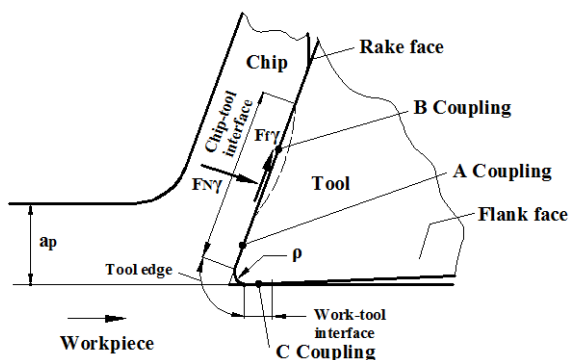 Rake face
Chip
B Coupling
Chip-tool
interface
Ffγ
FNγ
Tool
A Coupling
Flank face
ap
ρ
Tool edge
Work-tool
interface
Workpiece
C Coupling